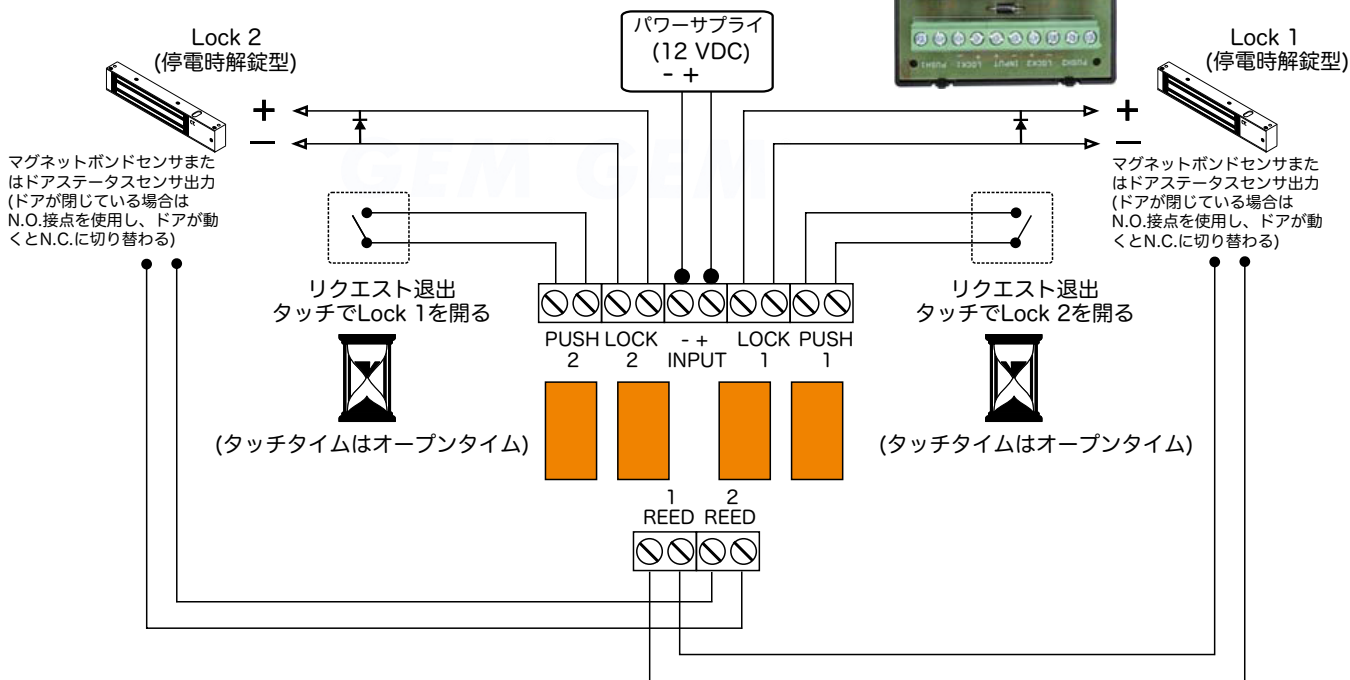 Lock 2
(停電時解錠型)
パワーサプライ
(12 VDC)
- +
PUSH1 LOCK1 INPUT LOCK2 PUSH2
Lock 1
(停電時解錠型)
+
−
+
−
マグネットボンドセンサまた
はドアステータスセンサ出力
(ドアが閉じている場合は
N.O.接点を使用し、ドアが動
くとN.C.に切り替わる)
マグネットボンドセンサまた
はドアステータスセンサ出力
(ドアが閉じている場合は
N.O.接点を使用し、ドアが動
くとN.C.に切り替わる)
GEM GEM
リクエスト退出
タッチでLock 1を開る
(タッチタイムはオープンタイム)
リクエスト退出
タッチでLock 2を開る
(タッチタイムはオープンタイム)
PUSH LOCK - + LOCK PUSH
2 2 INPUT 1 1
1 2
REED REED